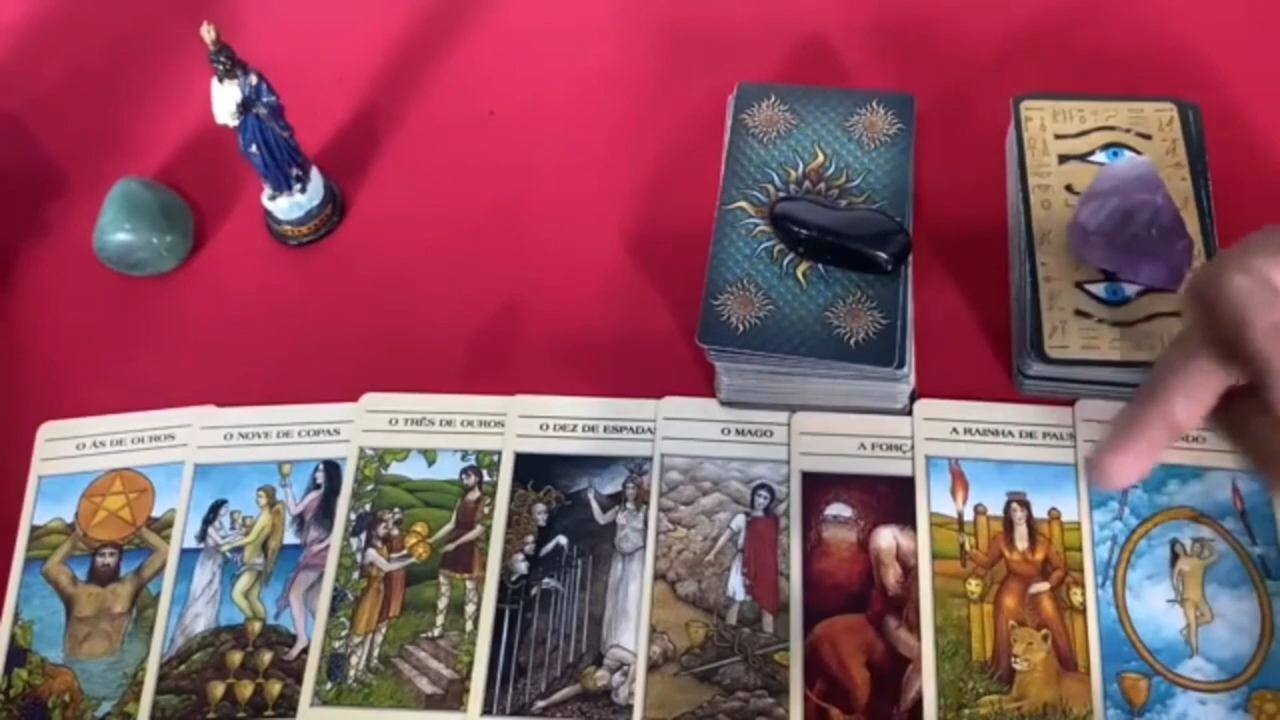 O ÁS DE OUROS
O NOVE DE COPAS
O TRÊS DE OUROS
O DEZ DE ESPADAS
O MAGO
A FORÇA
A RAINHA DE PAUS